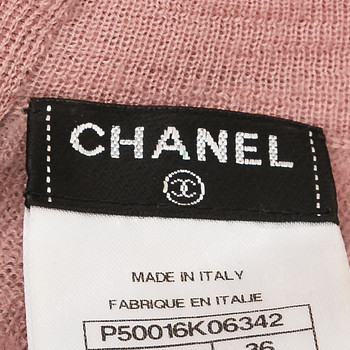 CHANEL
MADE IN ITALY
FABRIQUE EN ITALIE
P50016K06342
36